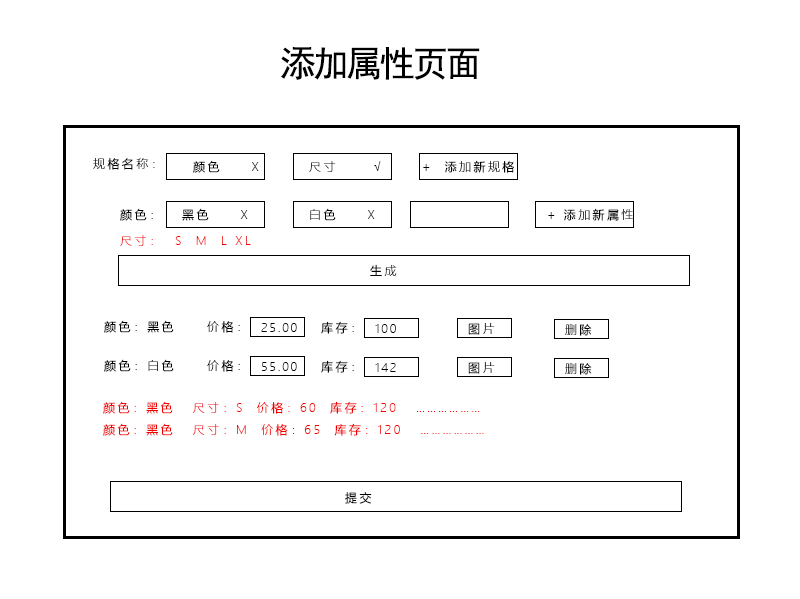 添加属性页面
规格名称： 颜色 X 尺寸 √ + 添加新规格
颜色： 黑色 X 白色 X + 添加新属性
尺寸： S M L XL
生成
颜色：黑色 价格： 25.00 库存： 100 图片 删除
颜色：白色 价格： 55.00 库存： 142 图片 删除
颜色：黑色 尺寸：S 价格：60 库存：120 ………………
颜色：黑色 尺寸：M 价格：65 库存：120 ………………
提交